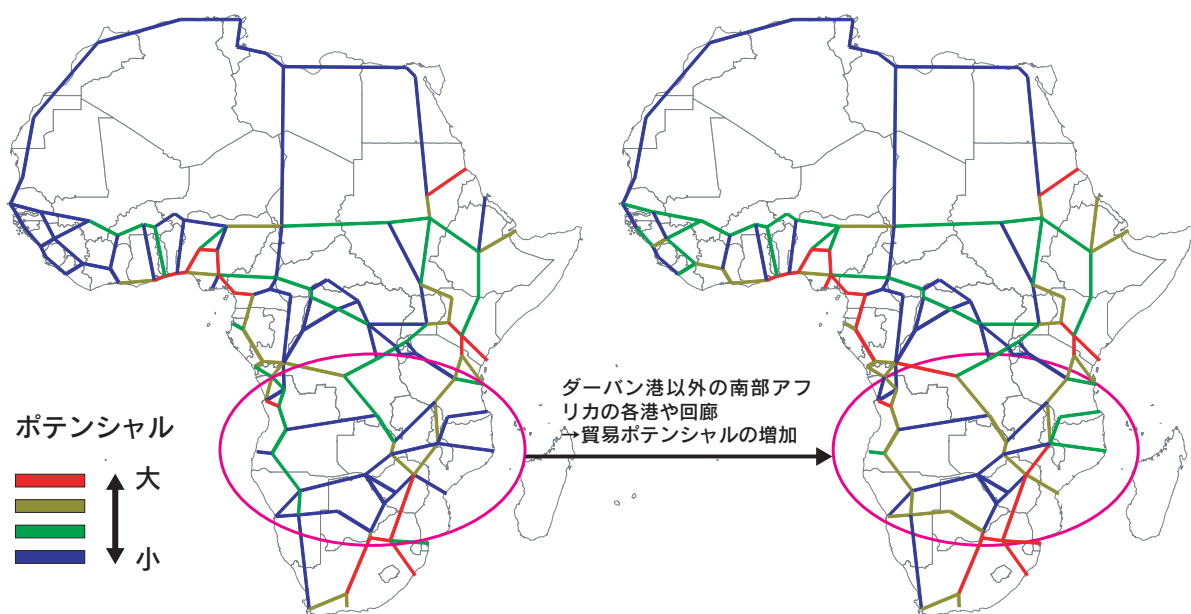 ダーバン港以外の南部アフ
リカの各港や回廊
→貿易ポテンシャルの増加
ポテンシャル
大
小